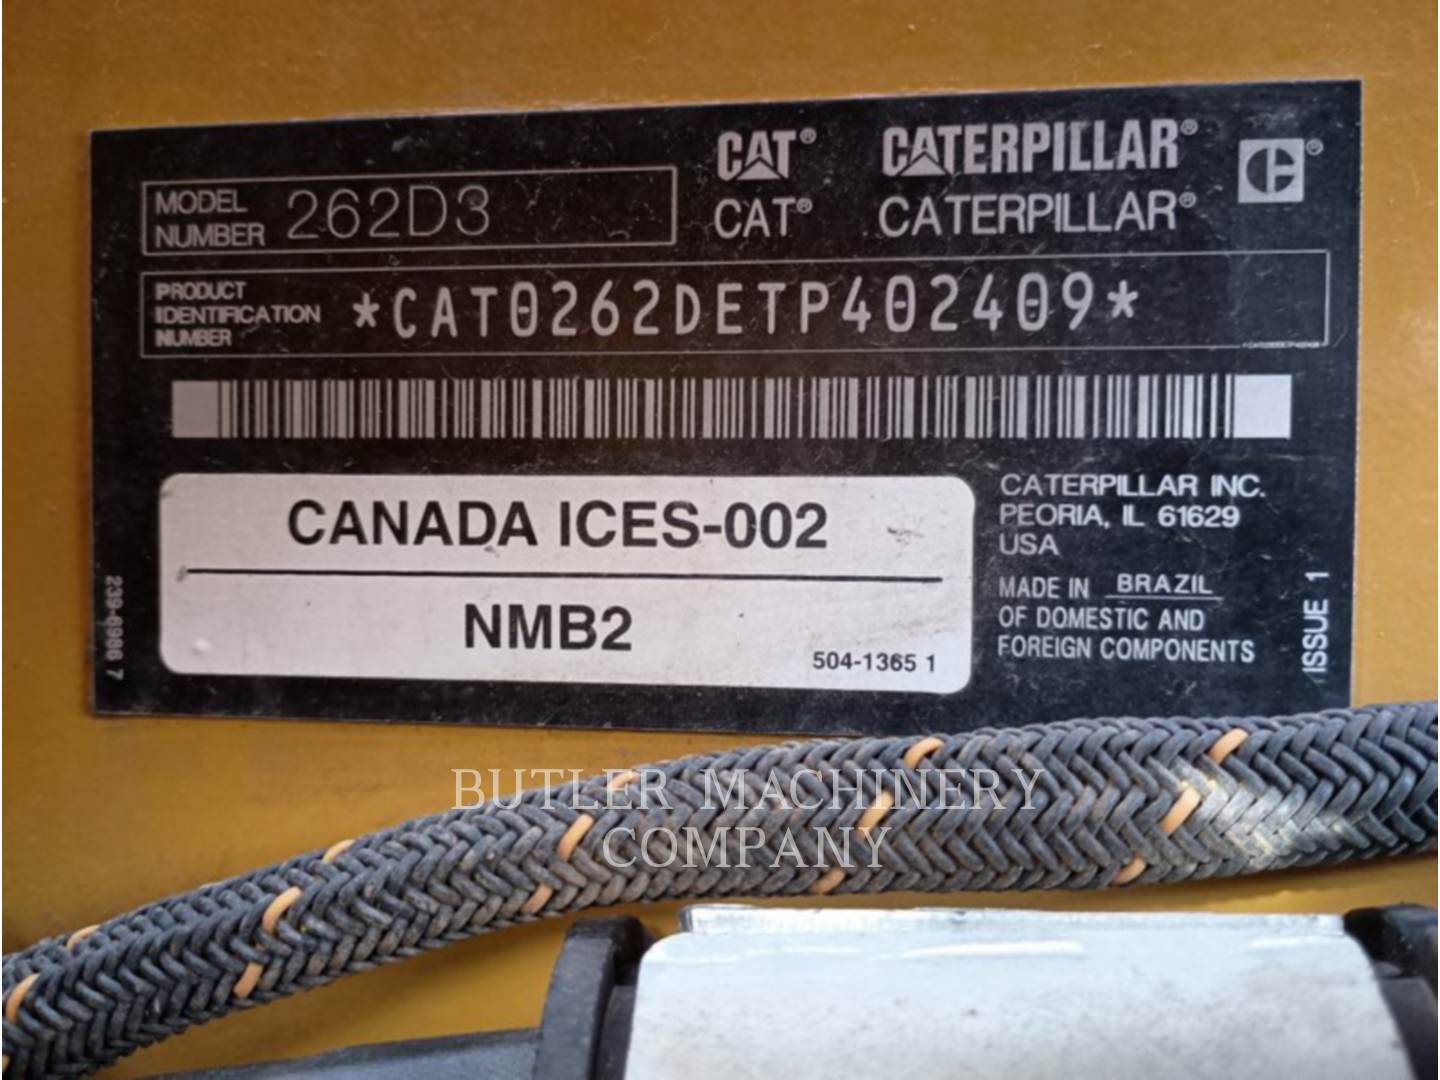 CAT® CATERPILLAR®
CAT® CATERPILLAR®
MODEL NUMBER 262D3
PRODUCT IDENTIFICATION NUMBER *CAT0262DETP402409*
CANADA ICES-002
NMB2
504-1365 1
CATERPILLAR INC.
PEORIA, IL 61629
USA
MADE IN BRAZIL
OF DOMESTIC AND
FOREIGN COMPONENTS
ISSUE 1
239-6986 7
BUTLER MACHINERY
COMPANY